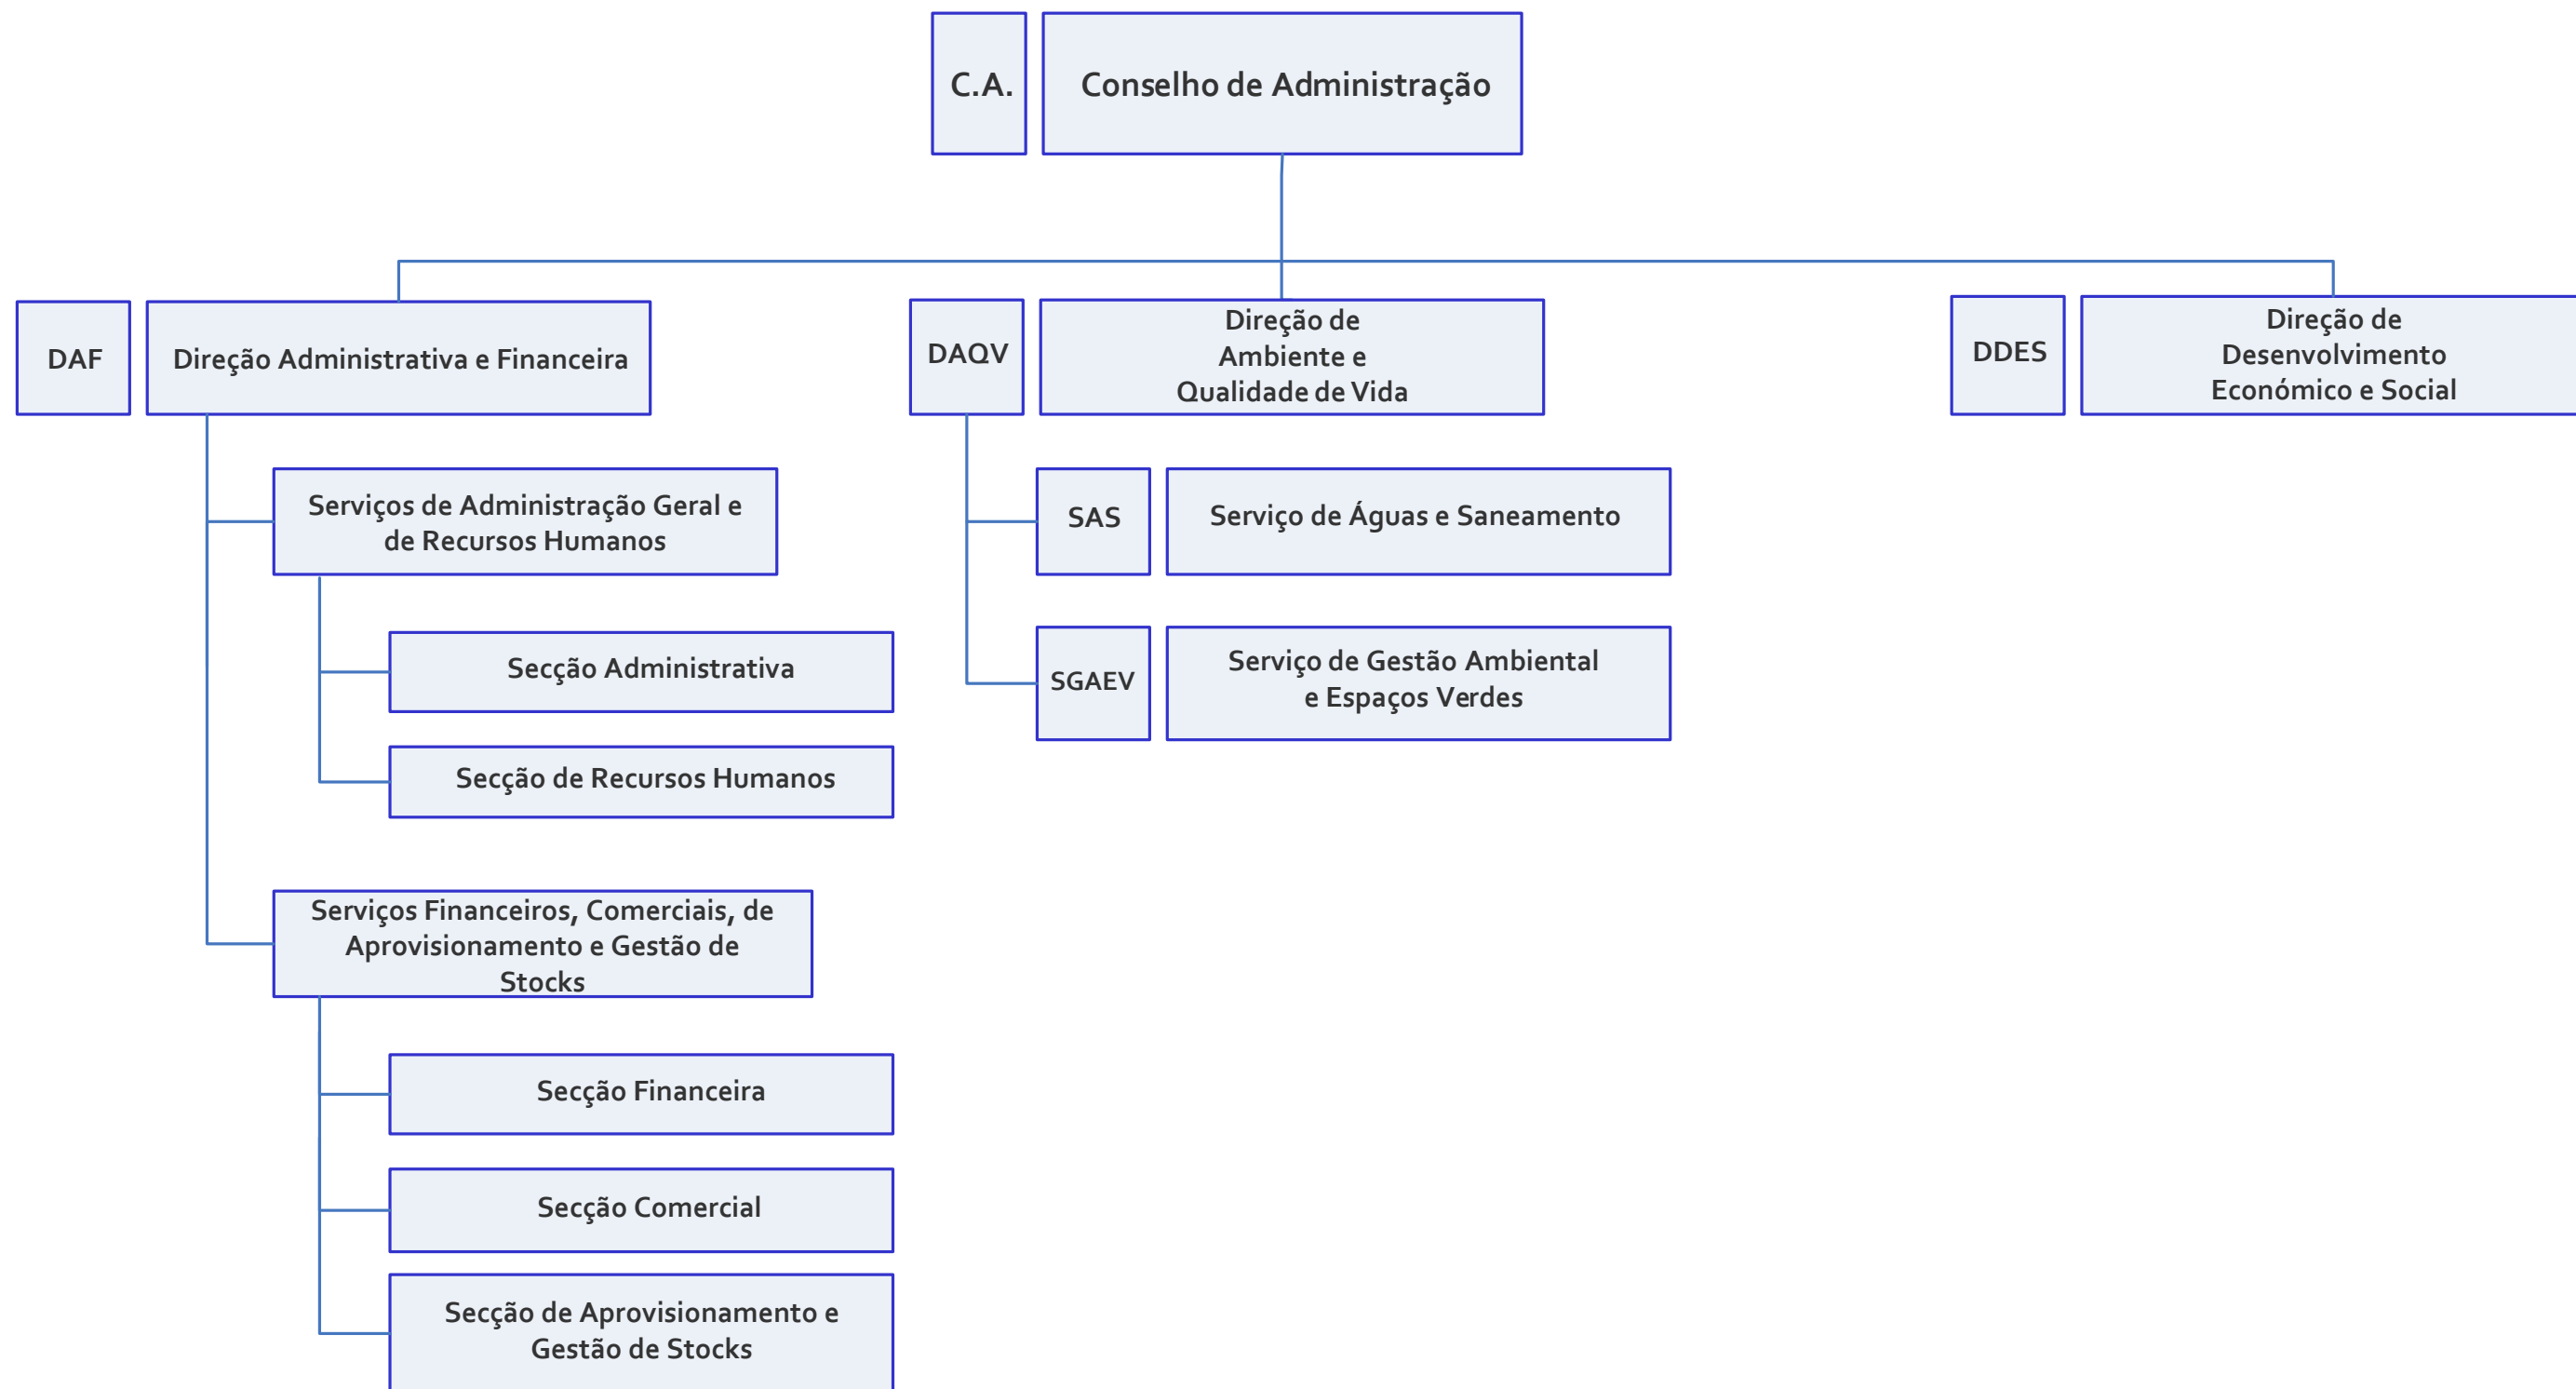 C.A.
Conselho de Administração
DAF
Direção Administrativa e Financeira
DAQV
Direção de
Ambiente e
Qualidade de Vida
DDES
Direção de
Desenvolvimento
Económico e Social
Serviços de Administração Geral e
de Recursos Humanos
Secção Administrativa
Secção de Recursos Humanos
Serviços Financeiros, Comerciais, de
Aprovisionamento e Gestão de
Stocks
Secção Financeira
Secção Comercial
Secção de Aprovisionamento e
Gestão de Stocks
SAS
Serviço de Águas e Saneamento
SGAEV
Serviço de Gestão Ambiental
e Espaços Verdes